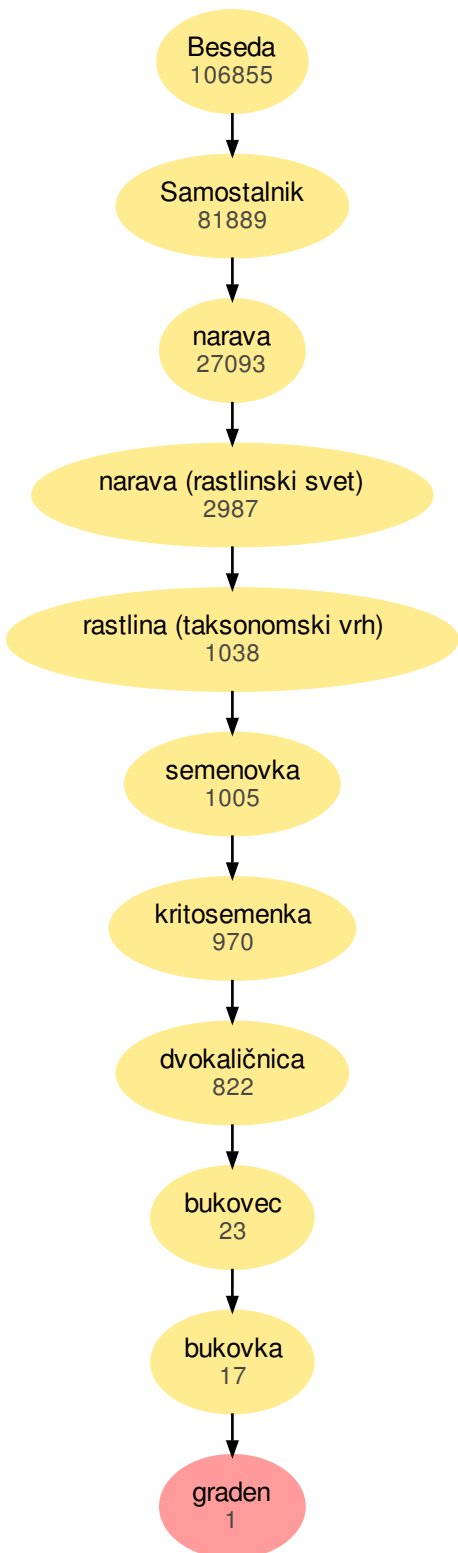 Beseda
106855
Samostalnik
81889
narava
27093
narava (rastlinski svet)
2987
rastlina (taksonomski vrh)
1038
semenovka
1005
kritosemenka
970
dvokaličnica
822
bukovec
23
bukovka
17
graden
1